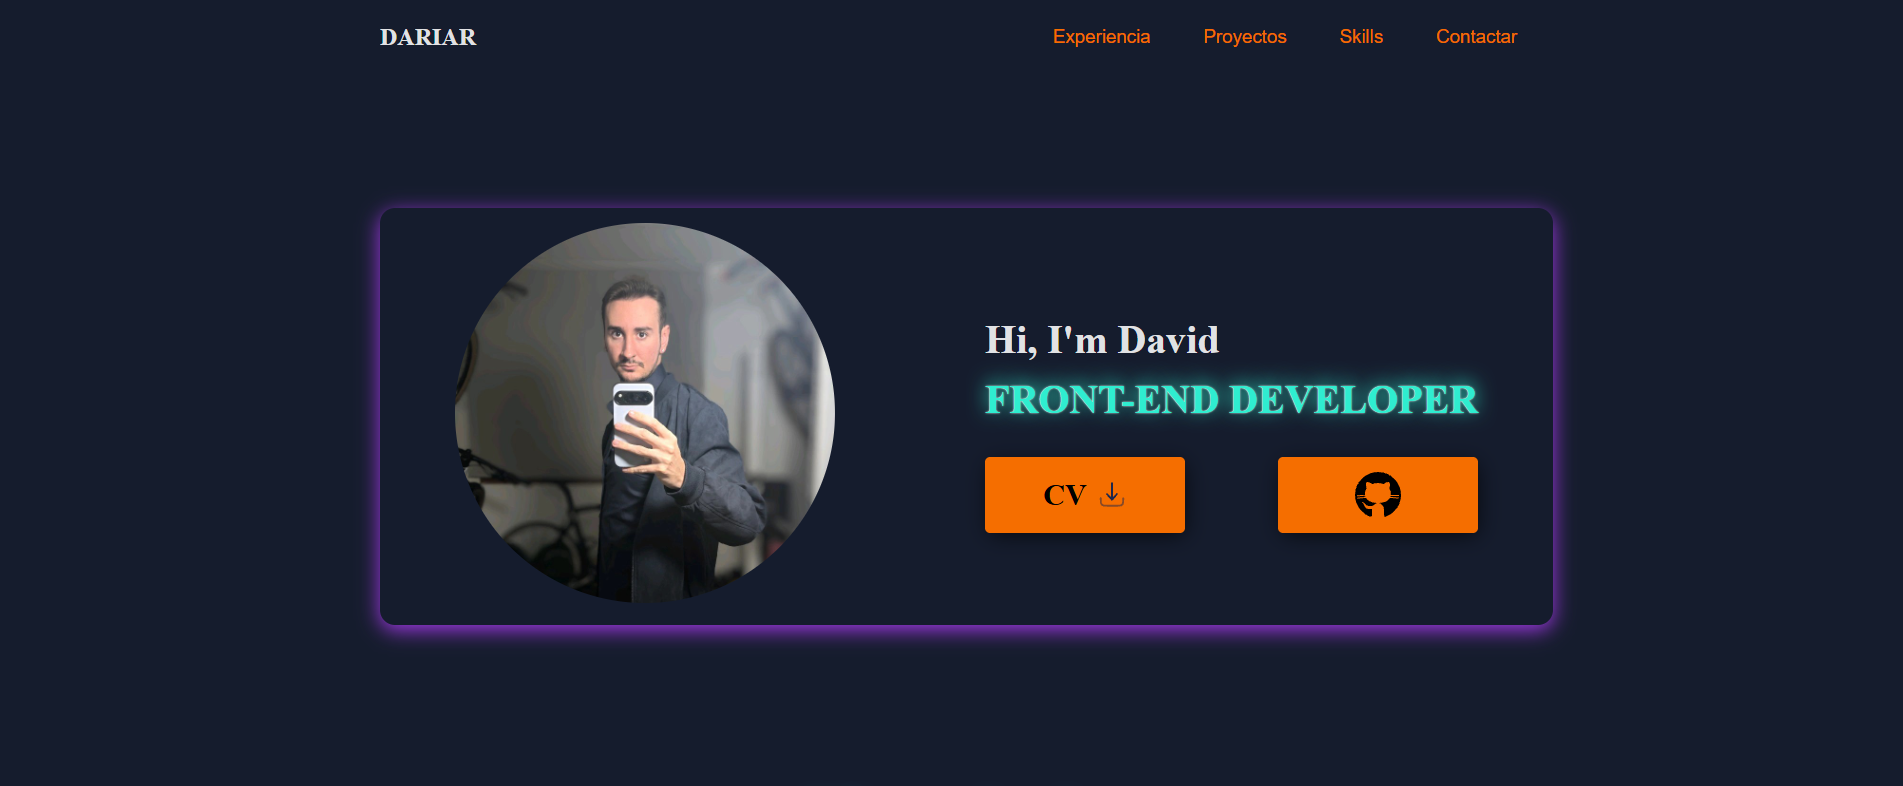 DARIAR
Experiencia Proyectos Skills Contactar
Hi, I'm David
FRONT-END DEVELOPER
CV